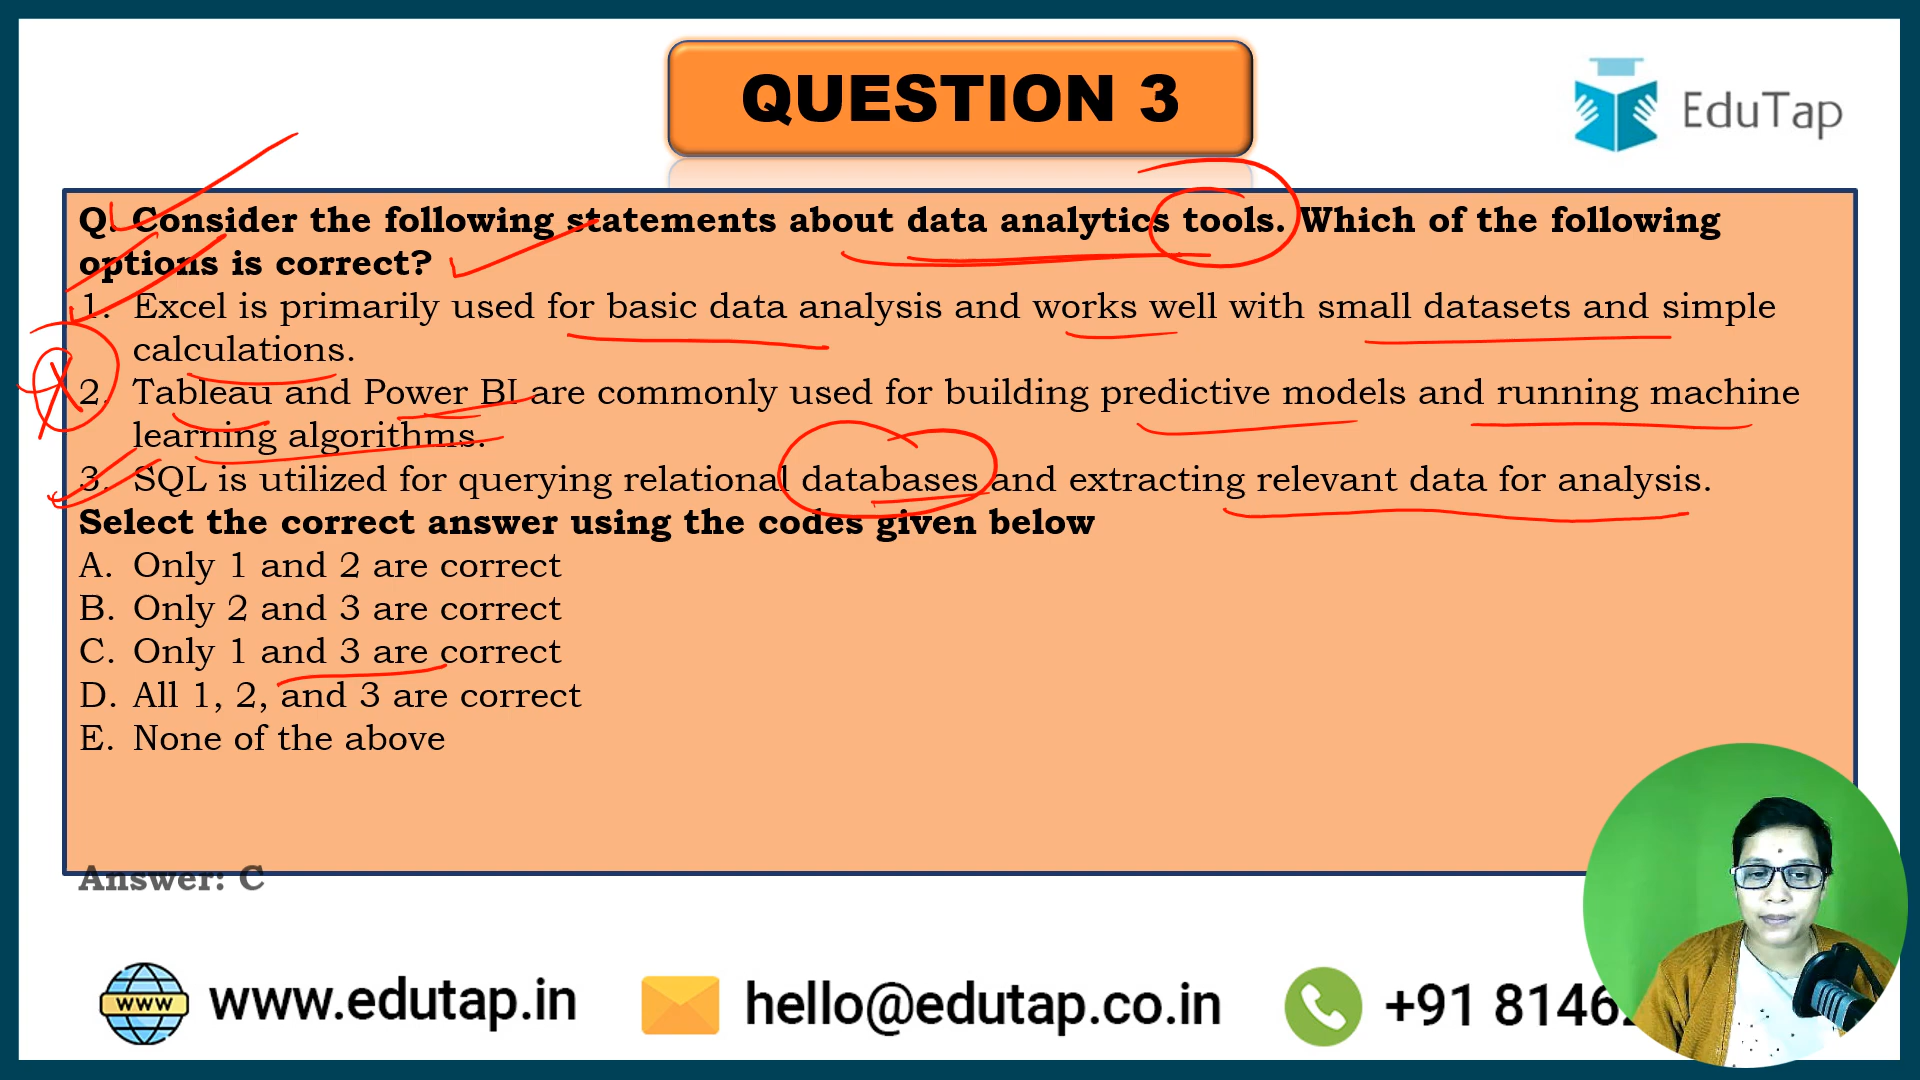 QUESTION 3
EduTap
Q. Consider the following statements about data analytics tools. Which of the following
options is correct?
1. Excel is primarily used for basic data analysis and works well with small datasets and simple
calculations.
2. Tableau and Power BI are commonly used for building predictive models and running machine
learning algorithms.
3. SQL is utilized for querying relational databases and extracting relevant data for analysis.
Select the correct answer using the codes given below
A. Only 1 and 2 are correct
B. Only 2 and 3 are correct
C. Only 1 and 3 are correct
D. All 1, 2, and 3 are correct
E. None of the above
Answer: C
WWW www.edutap.in hello@edutap.co.in +91 8146